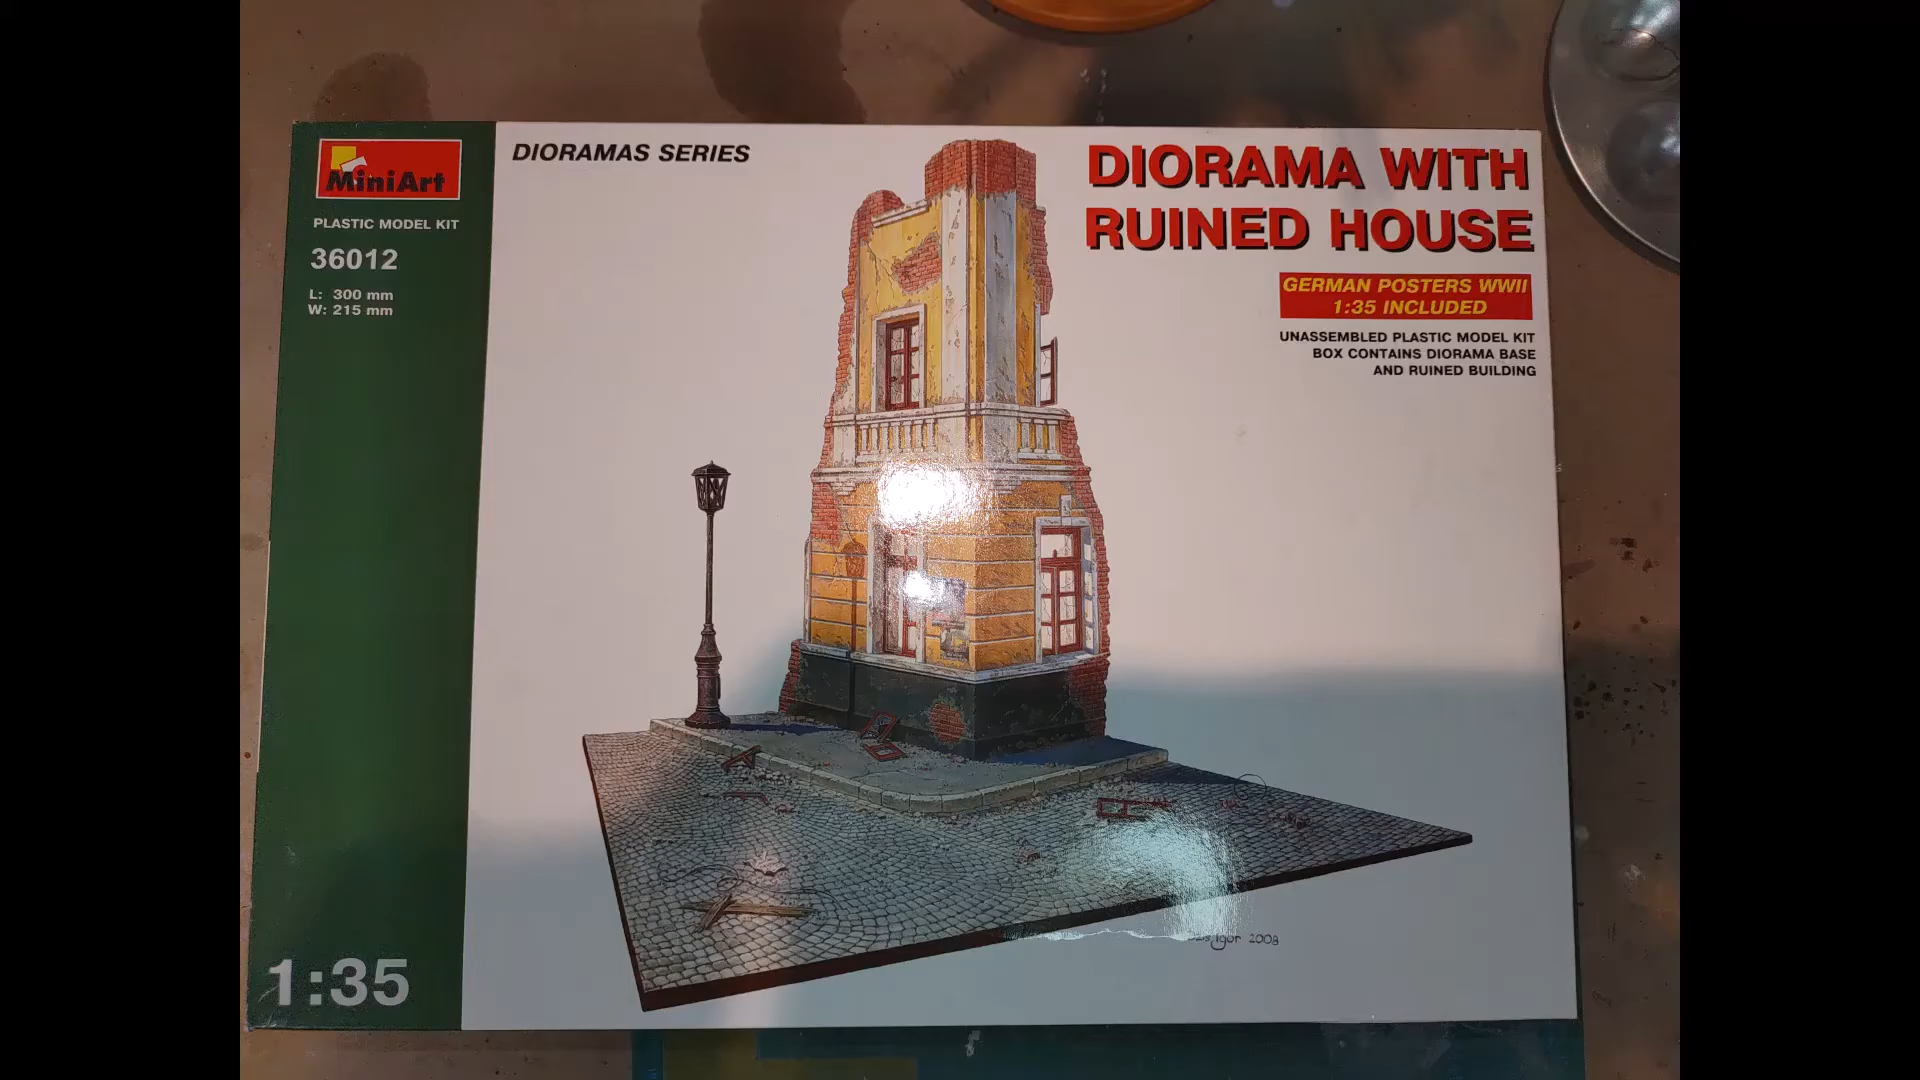 MiniArt
PLASTIC MODEL KIT
36012
L: 300 mm
W: 215 mm
1:35
DIORAMAS SERIES
DIORAMA WITH
RUINED HOUSE
GERMAN POSTERS WWII
1:35 INCLUDED
UNASSEMBLED PLASTIC MODEL KIT
BOX CONTAINS DIORAMA BASE
AND RUINED BUILDING
Igor 2008